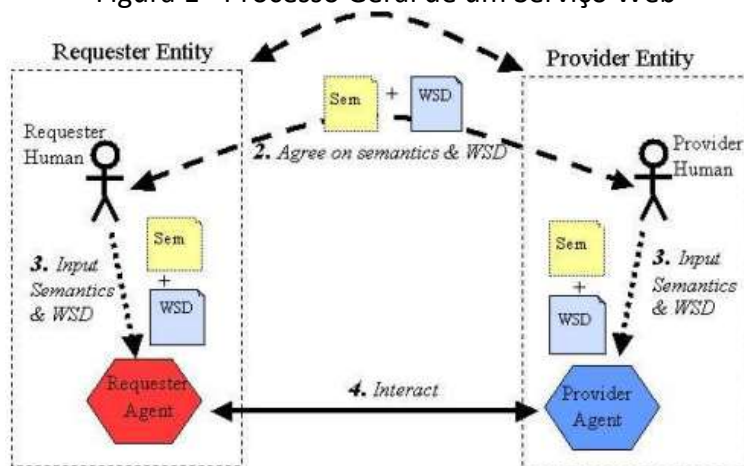 Figura 1 - Processo Geral de um Serviço Web
Requester Entity
Provider Entity
Sem
+
WSD
Requester
Human
Provider
Human
2. Agree on semantics & WSD
Sem
+
WSD
3. Input
Semantics
& WSD
Sem
+
WSD
3. Input
Semantics
& WSD
Requester
Agent
4. Interact
Provider
Agent